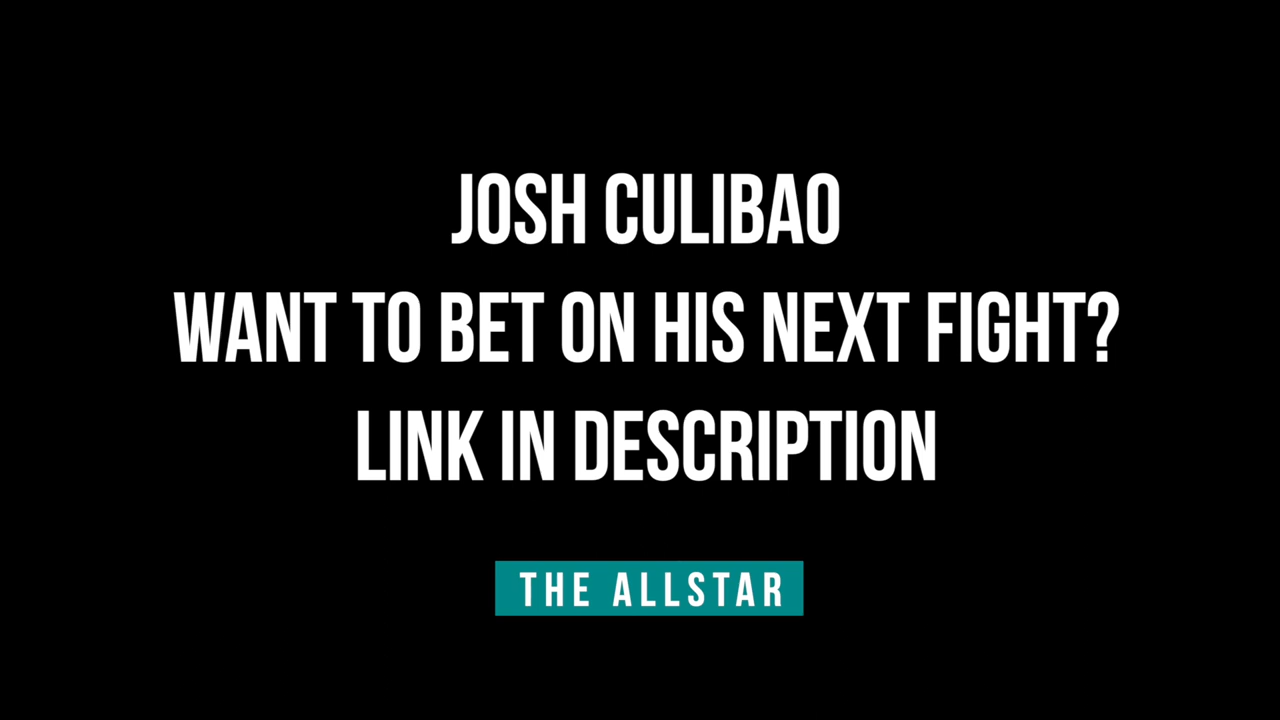 JOSH CULIBAO
WANT TO BET ON HIS NEXT FIGHT?
LINK IN DESCRIPTION
THE ALLSTAR